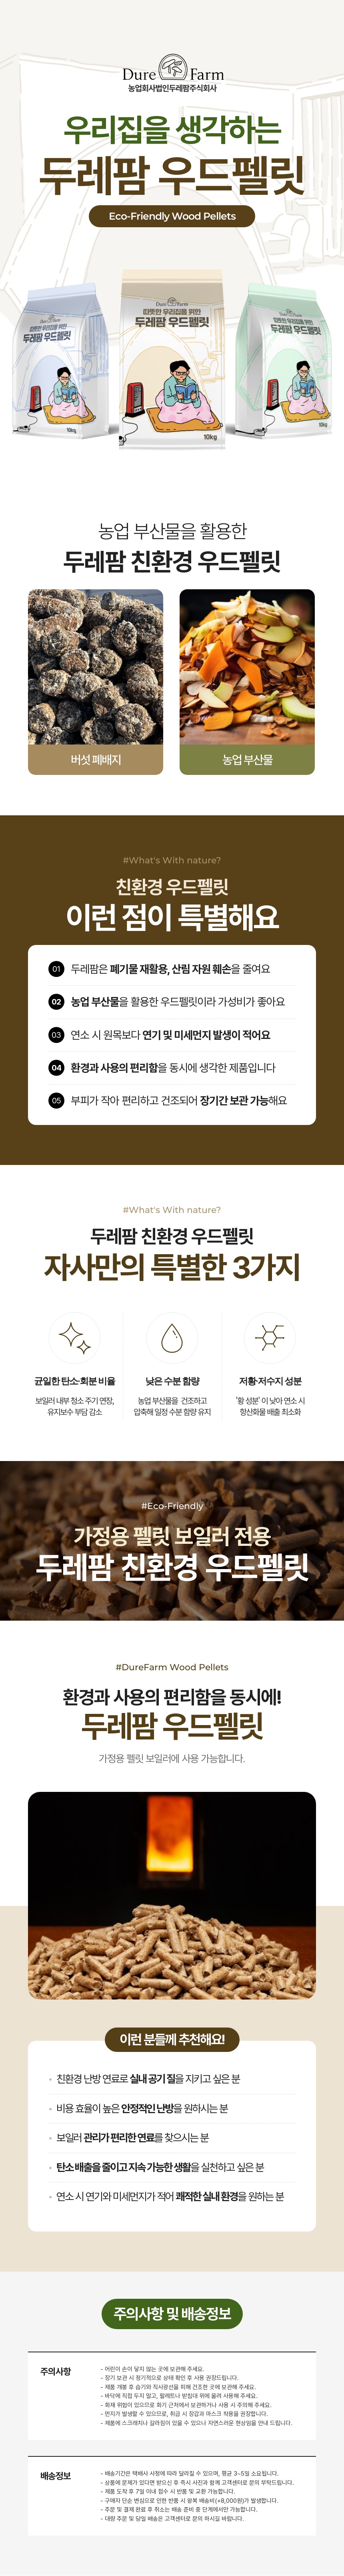 Dure Farm
농업회사법인두레팜주식회사
우리집을 생각하는
두레팜 우드펠릿
Eco-Friendly Wood Pellets
Dure Farm
따뜻한 우리집을 위한
두레팜 우드펠릿
10kg
Dure Farm
따뜻한 우리집을 위한
두레팜 우드펠릿
10kg
Dure Farm
따뜻한 우리집을 위한
두레팜 우드펠릿
10kg
농업 부산물을 활용한
두레팜 친환경 우드펠릿
버섯 폐배지
농업 부산물
#What's With nature?
친환경 우드펠릿
이런 점이 특별해요
01 두레팜은 폐기물 재활용, 산림 자원 훼손을 줄여요
02 농업 부산물을 활용한 우드펠릿이라 가성비가 좋아요
03 연소 시 원목보다 연기 및 미세먼지 발생이 적어요
04 환경과 사용의 편리함을 동시에 생각한 제품입니다
05 부피가 작아 편리하고 건조되어 장기간 보관 가능해요
#What's With nature?
두레팜 친환경 우드펠릿
자사만의 특별한 3가지
균일한 탄소·회분 비율
보일러 내부 청소 주기 연장,
유지보수 부담 감소
낮은 수분 함량
농업 부산물을 건조하고
압축해 일정 수분 함량 유지
저황·저수지 성분
'황 성분' 이 낮아 연소 시
황산화물 배출 최소화
#Eco-Friendly
가정용 펠릿 보일러 전용
두레팜 친환경 우드펠릿
#DureFarm Wood Pellets
환경과 사용의 편리함을 동시에!
두레팜 우드펠릿
가정용 펠릿 보일러에 사용 가능합니다.
이런 분들께 추천해요!
• 친환경 난방 연료로 실내 공기 질을 지키고 싶은 분
• 비용 효율이 높은 안정적인 난방을 원하시는 분
• 보일러 관리가 편리한 연료를 찾으시는 분
• 탄소 배출을 줄이고 지속 가능한 생활을 실천하고 싶은 분
• 연소 시 연기와 미세먼지가 적어 쾌적한 실내 환경을 원하는 분
주의사항 및 배송정보
주의사항
- 어린이 손이 닿지 않는 곳에 보관해 주세요.
- 장기 보관 시 정기적으로 상태 확인 후 사용 권장드립니다.
- 제품 개봉 후 습기와 직사광선을 피해 건조한 곳에 보관해 주세요.
- 바닥에 직접 두지 말고, 팔레트나 받침대 위에 올려 사용해 주세요.
- 화재 위험이 있으므로 화기 근처에서 보관하거나 사용 시 주의해 주세요.
- 먼지가 발생할 수 있으므로, 취급 시 장갑과 마스크 착용을 권장합니다.
- 제품에 스크래치나 갈라짐이 있을 수 있으나 자연스러운 현상임을 안내 드립니다.
배송정보
- 배송기간은 택배사 사정에 따라 달라질 수 있으며, 평균 3~5일 소요됩니다.
- 상품에 문제가 있다면 받으신 후 즉시 사진과 함께 고객센터로 문의 부탁드립니다.
- 제품 도착 후 7일 이내 접수 시 반품 및 교환 가능합니다.
- 구매자 단순 변심으로 인한 반품 시 왕복 배송비(+8,000원)가 발생합니다.
- 주문 및 결제 완료 후 취소는 배송 준비 중 단계에서만 가능합니다.
- 대량 주문 및 당일 배송은 고객센터로 문의 하시길 바랍니다.